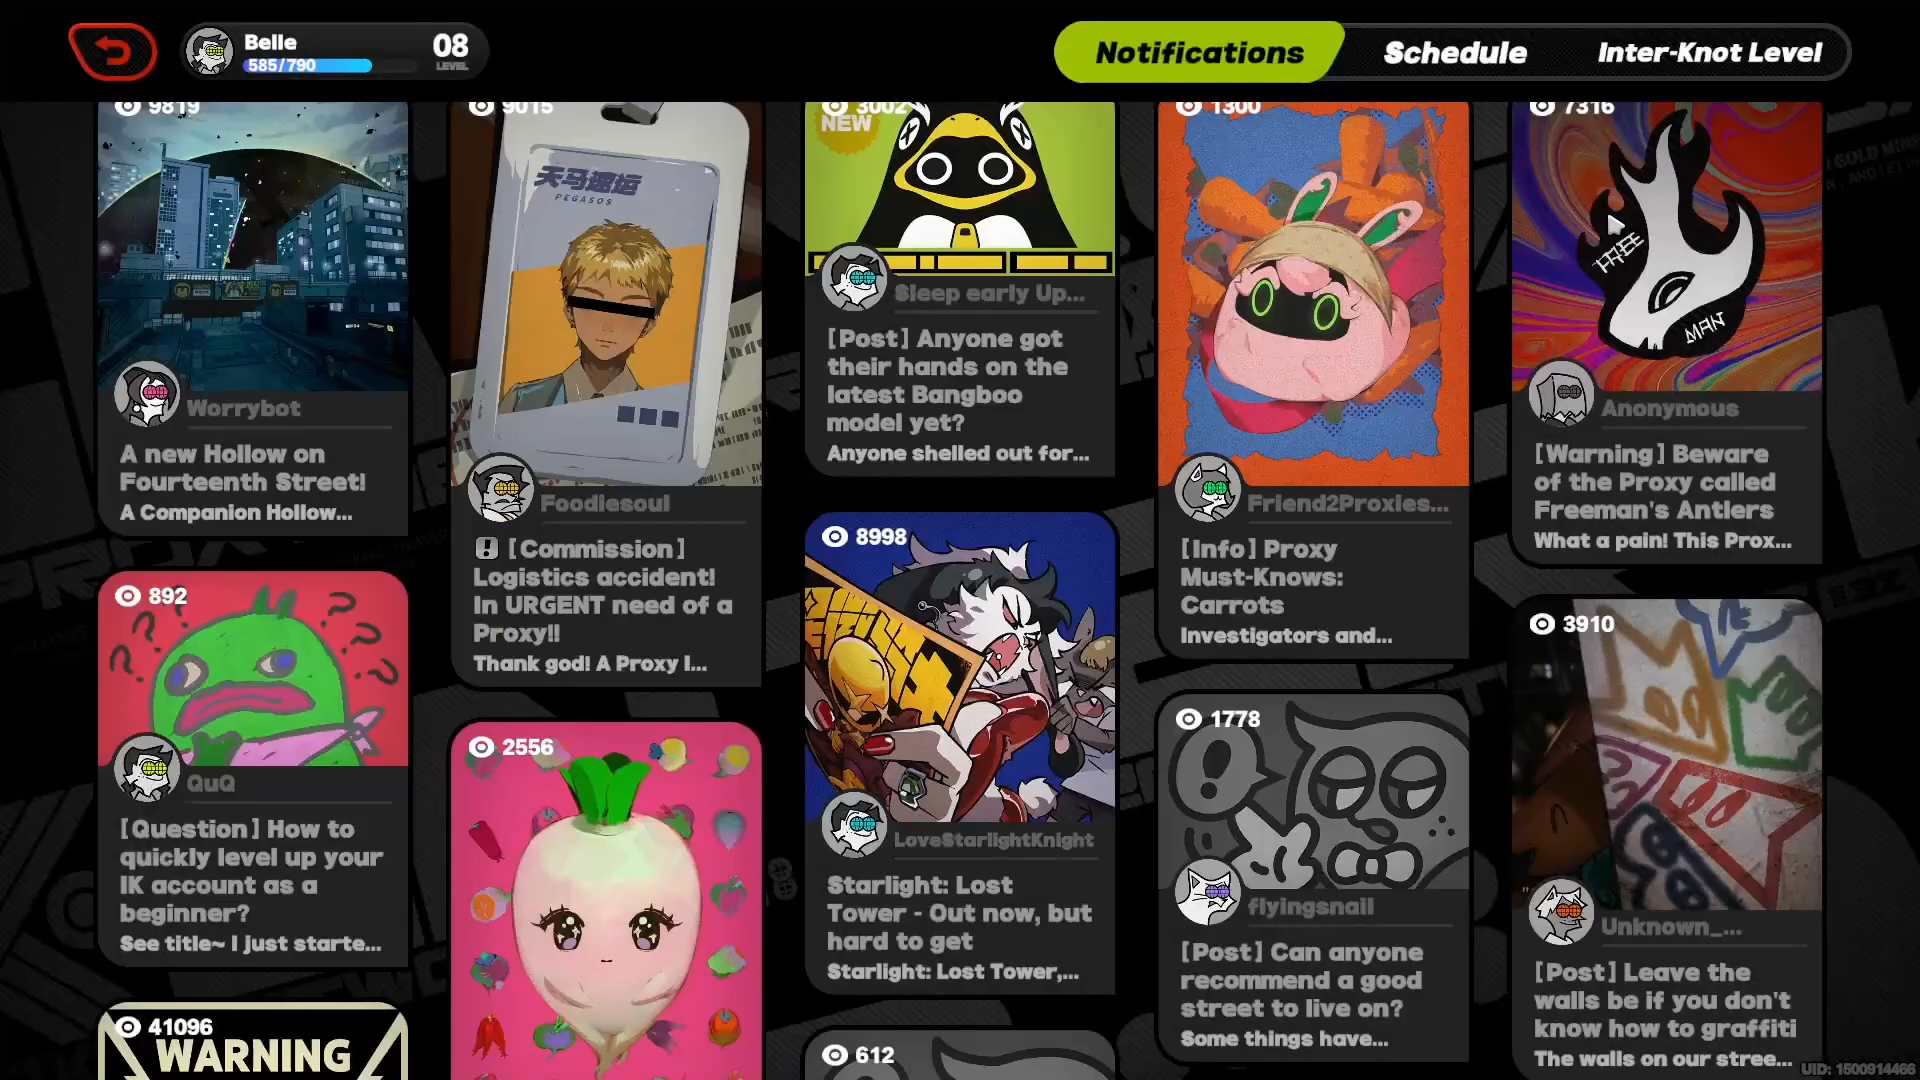 Belle
585/790
08
LEVEL
Notifications
Schedule
Inter-Knot Level
9819
Worrybot
A new Hollow on
Fourteenth Street!
A Companion Hollow...
892
QuQ
[Question] How to
quickly level up your
IK account as a
beginner?
See title~ I just starte...
41096
WARNING
9015
天马速运
PEGASOS
Foodiesoul
[Commission]
Logistics accident!
In URGENT need of a
Proxy!!
Thank god! A Proxy I...
2556
3002
NEW
Sleep early Up...
[Post] Anyone got
their hands on the
latest Bangboo
model yet?
Anyone shelled out for...
8998
LoveStarlightKnight
Starlight: Lost
Tower - Out now, but
hard to get
Starlight: Lost Tower,...
612
1300
Friend2Proxies...
[Info] Proxy
Must-Knows:
Carrots
Investigators and...
1778
flyingsnail
[Post] Can anyone
recommend a good
street to live on?
Some things have...
7316
FREE
MAN
Anonymous
[Warning] Beware
of the Proxy called
Freeman's Antlers
What a pain! This Prox...
3910
Unknown_...
[Post] Leave the
walls be if you don't
know how to graffiti
The walls on our stree...
UID: 1500914466